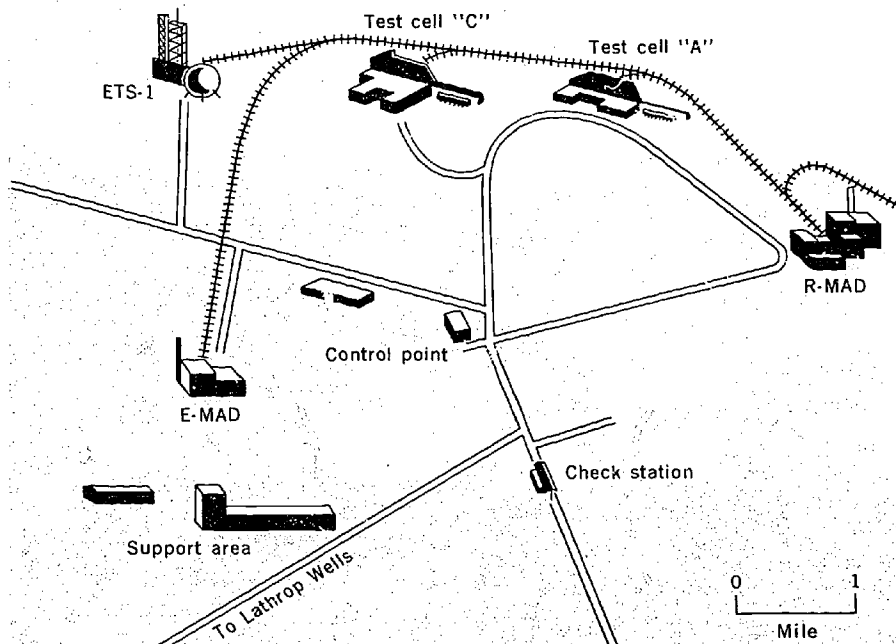 Test cell "C"
Test cell "A"
ETS-1
R-MAD
Control point
E-MAD
Check station
Support area
To Lathrop Wells
0 1
Mile